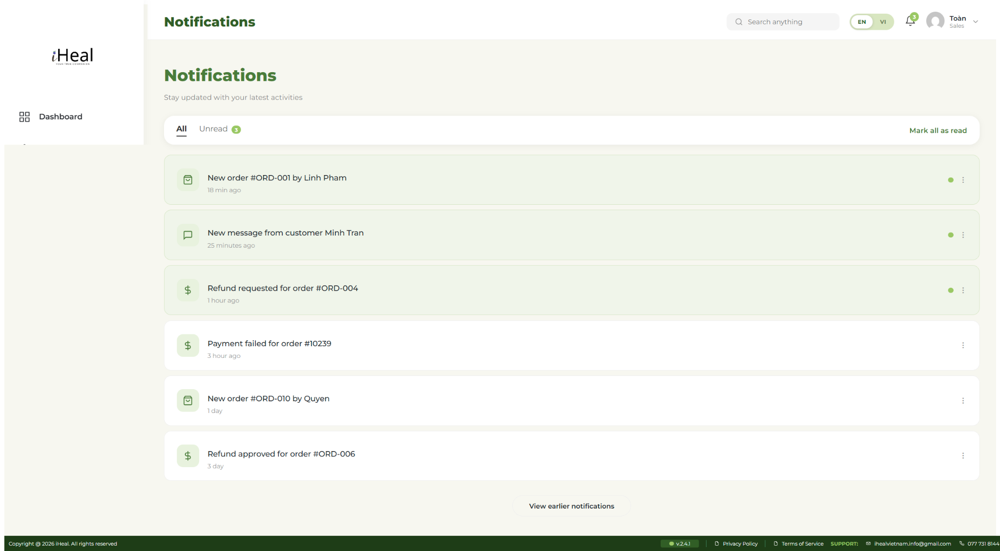 Notifications
Search anything
EN VI
3
Toàn
Sales
iHeal
YOUR TRUE COMPANION
Dashboard
Notifications
Stay updated with your latest activities
All Unread 3 Mark all as read
New order #ORD-001 by Linh Pham
18 min ago
New message from customer Minh Tran
25 minutes ago
Refund requested for order #ORD-004
1 hour ago
Payment failed for order #10239
3 hour ago
New order #ORD-010 by Quyen
1 day
Refund approved for order #ORD-006
3 day
View earlier notifications
Copyright @ 2026 iHeal. All rights reserved v.2.4.1 Privacy Policy Terms of Service SUPPORT: ihealvietnam.info@gmail.com 077 731 8144